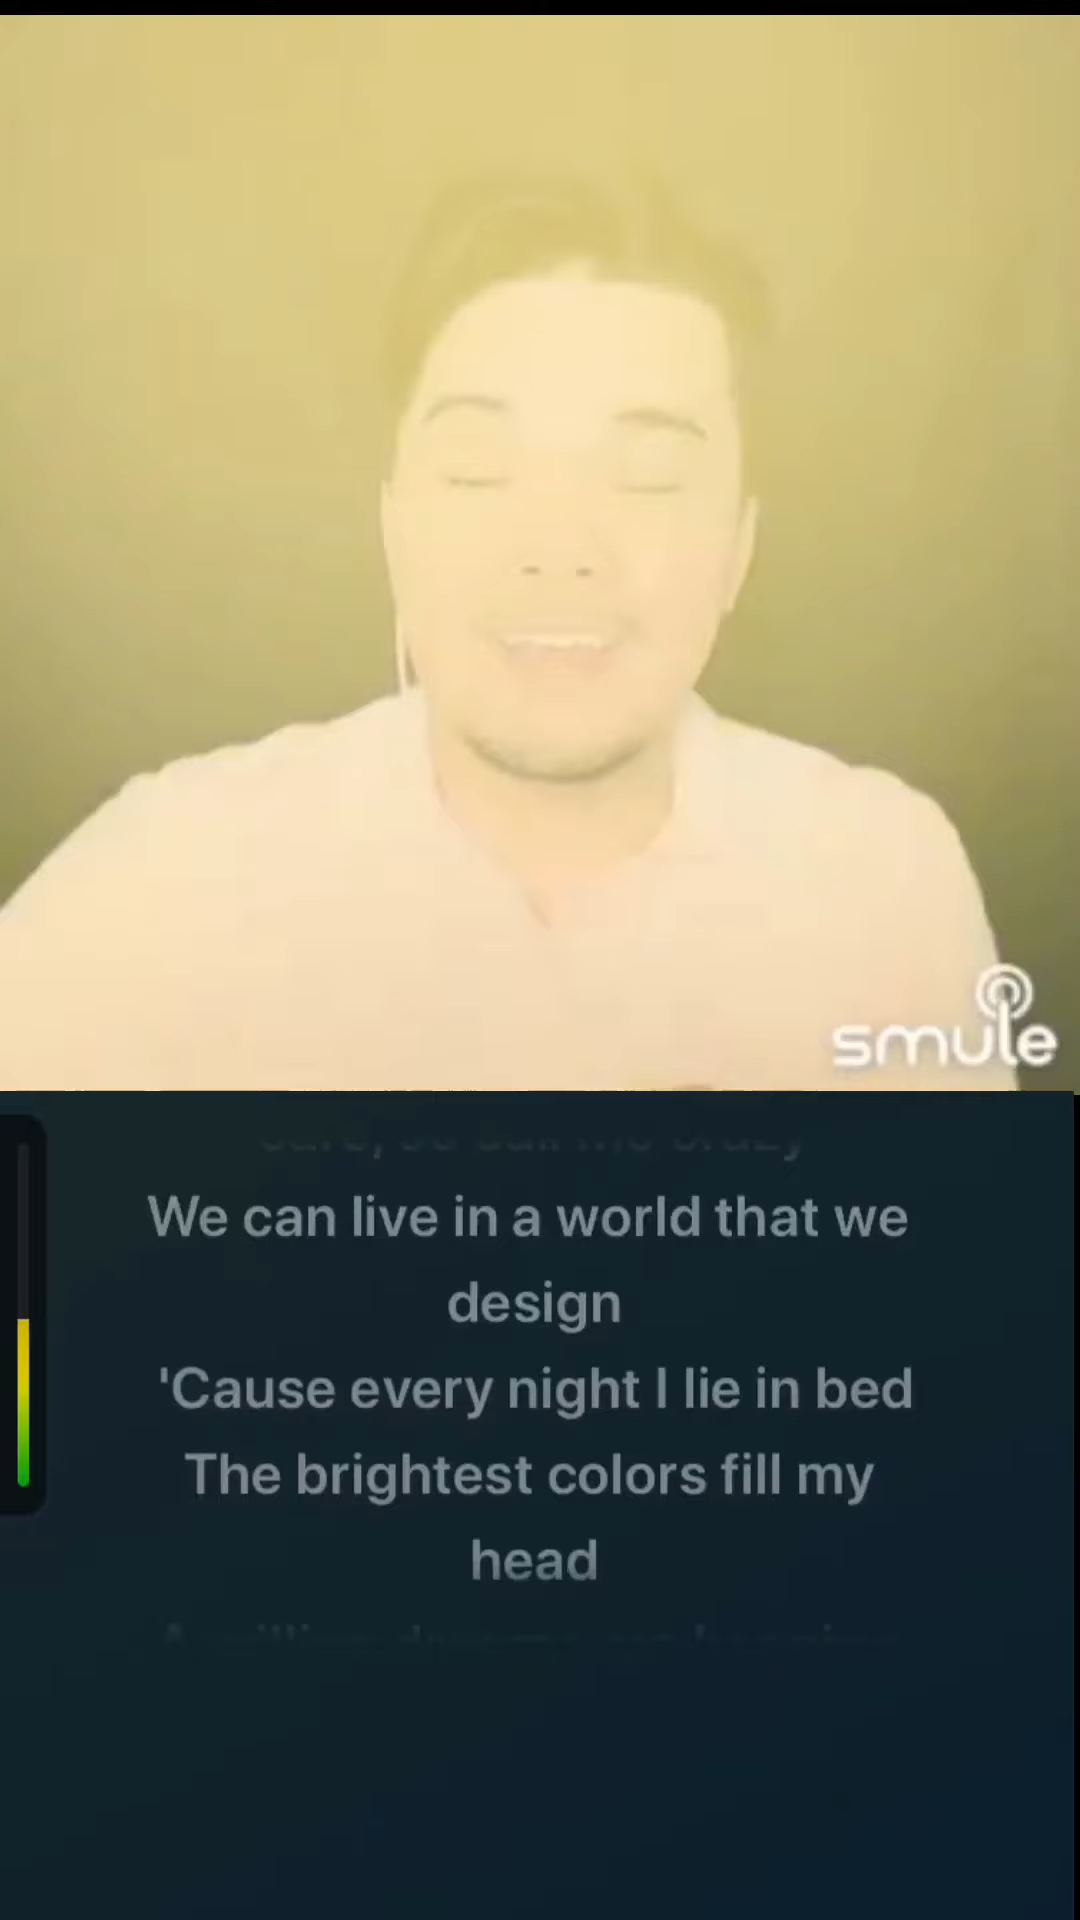 smule
We can live in a world that we
design
'Cause every night I lie in bed
The brightest colors fill my
head